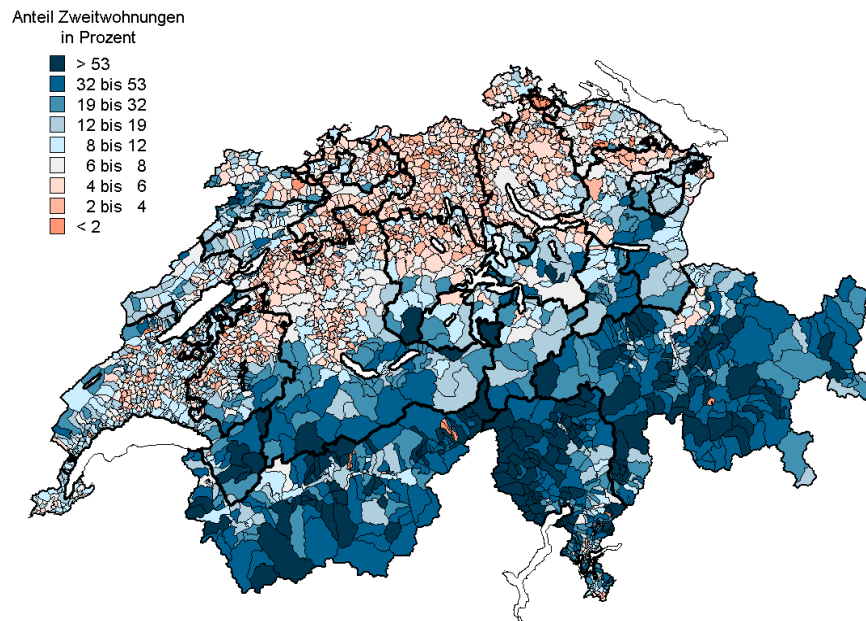 Anteil Zweitwohnungen
in Prozent
> 53
32 bis 53
19 bis 32
12 bis 19
8 bis 12
6 bis 8
4 bis 6
2 bis 4
< 2